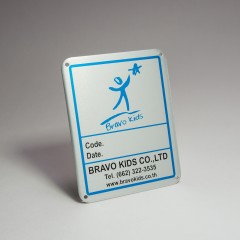 Bravo Kids
Code.
Date.
BRAVO KIDS CO.,LTD
Tel. (662) 322-3535
www.bravokids.co.th